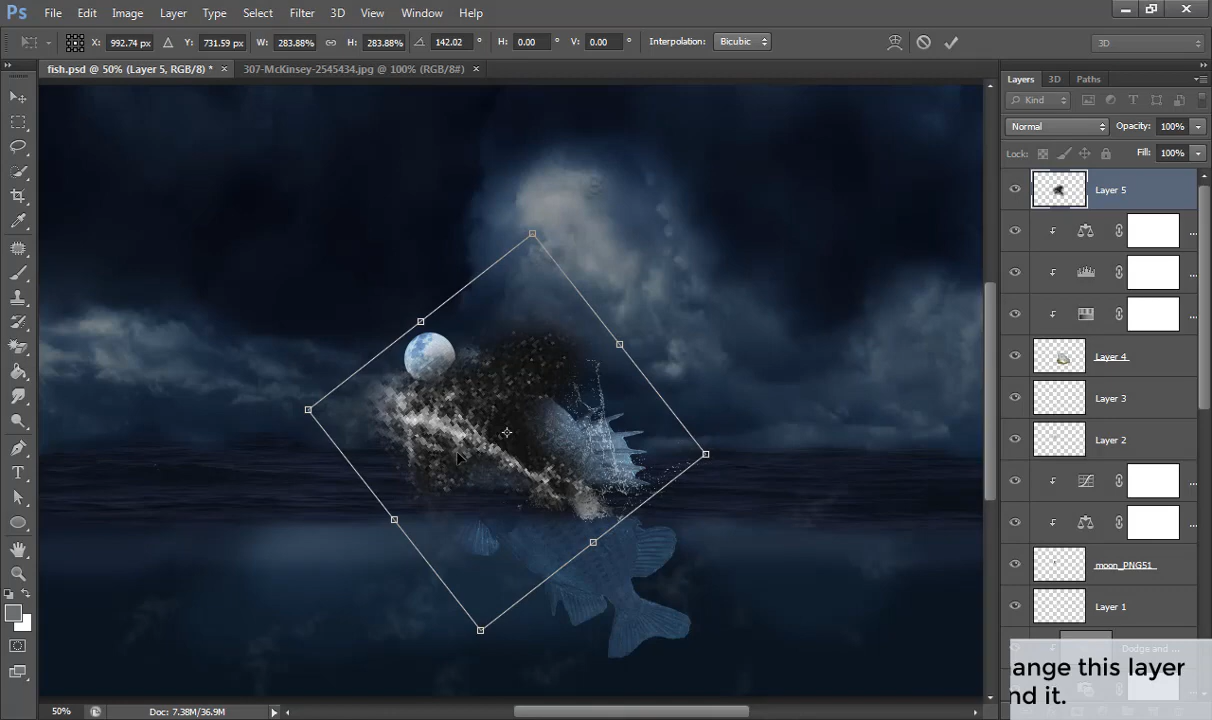 Ps File Edit Image Layer Type Select Filter 3D View Window Help
X: 992.74 px Y: 731.59 px W: 283.88% H: 283.88% 142.02 ° H: 0.00 ° V: 0.00 ° Interpolation: Bicubic 3D
fish.psd @ 50% (Layer 5, RGB/8) * × 307-McKinsey-2545434.jpg @ 100% (RGB/8#) ×
Layers 3D Paths
Kind
Normal Opacity: 100%
Lock: Fill: 100%
Layer 5
...
...
...
Layer 4
Layer 3
Layer 2
...
...
moon_PNG51
Layer 1
Dodge and ...
ange this layer
nd it.
50% Doc: 7.38M/36.9M